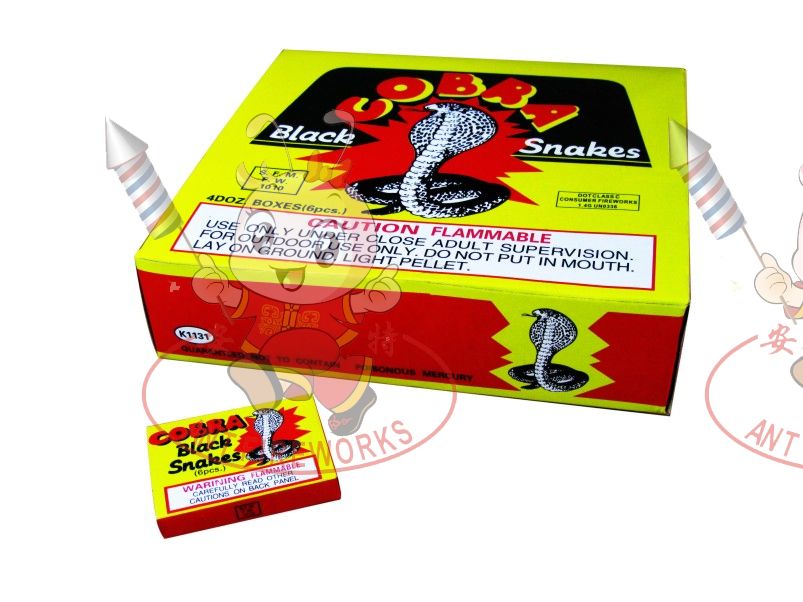 COBRA
Black Snakes
S. F. M.
P. W.
1010
DOT CLASS C
CONSUMER FIREWORKS
1.4G UN0336
4DOZ BOXES(6pcs.)
CAUTION FLAMMABLE
USE ONLY UNDER CLOSE ADULT SUPERVISION.
FOR OUTDOOR USE ONLY. DO NOT PUT IN MOUTH.
LAY ON GROUND, LIGHT PELLET.
K1131
GUARANTEED NOT TO CONTAIN POISONOUS MERCURY
COBRA
Black
Snakes
(6pcs.)
WARINING FLAMMABLE
CAREFULLY READ OTHER
CAUTIONS ON BACK PANEL
安 特
FIREWORKS
安
ANT